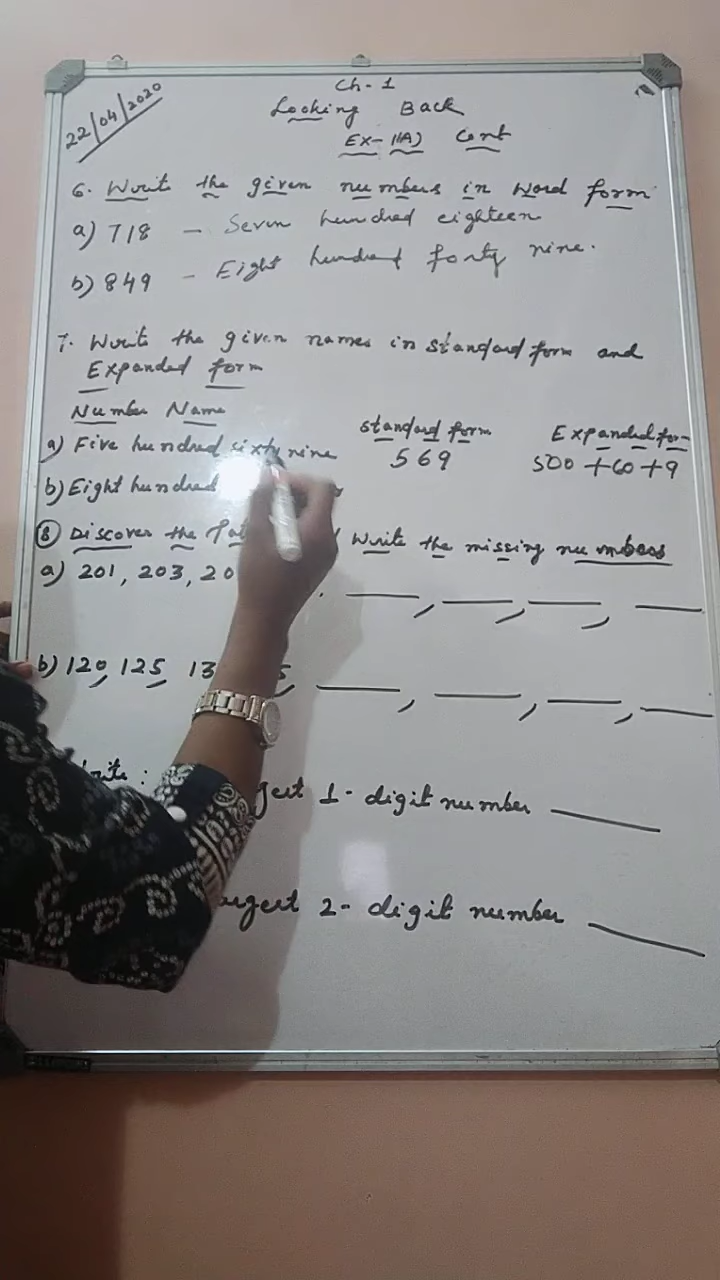 22/04/2020
Ch-1
Looking Back
Ex-1(A) Cont
6. Write the given numbers in word form
a) 718 - Seven hundred eighteen
b) 849 - Eight hundred forty nine.
7. Write the given names in standard form and
Expanded form
Number Name Standard form Expanded form
a) Five hundred sixty nine 569 500+60+9
b) Eight hundred
8 Discover the Write the missing numbers
a) 201, 203, 20
b) 120, 125 13
1- digit number
2- digit number